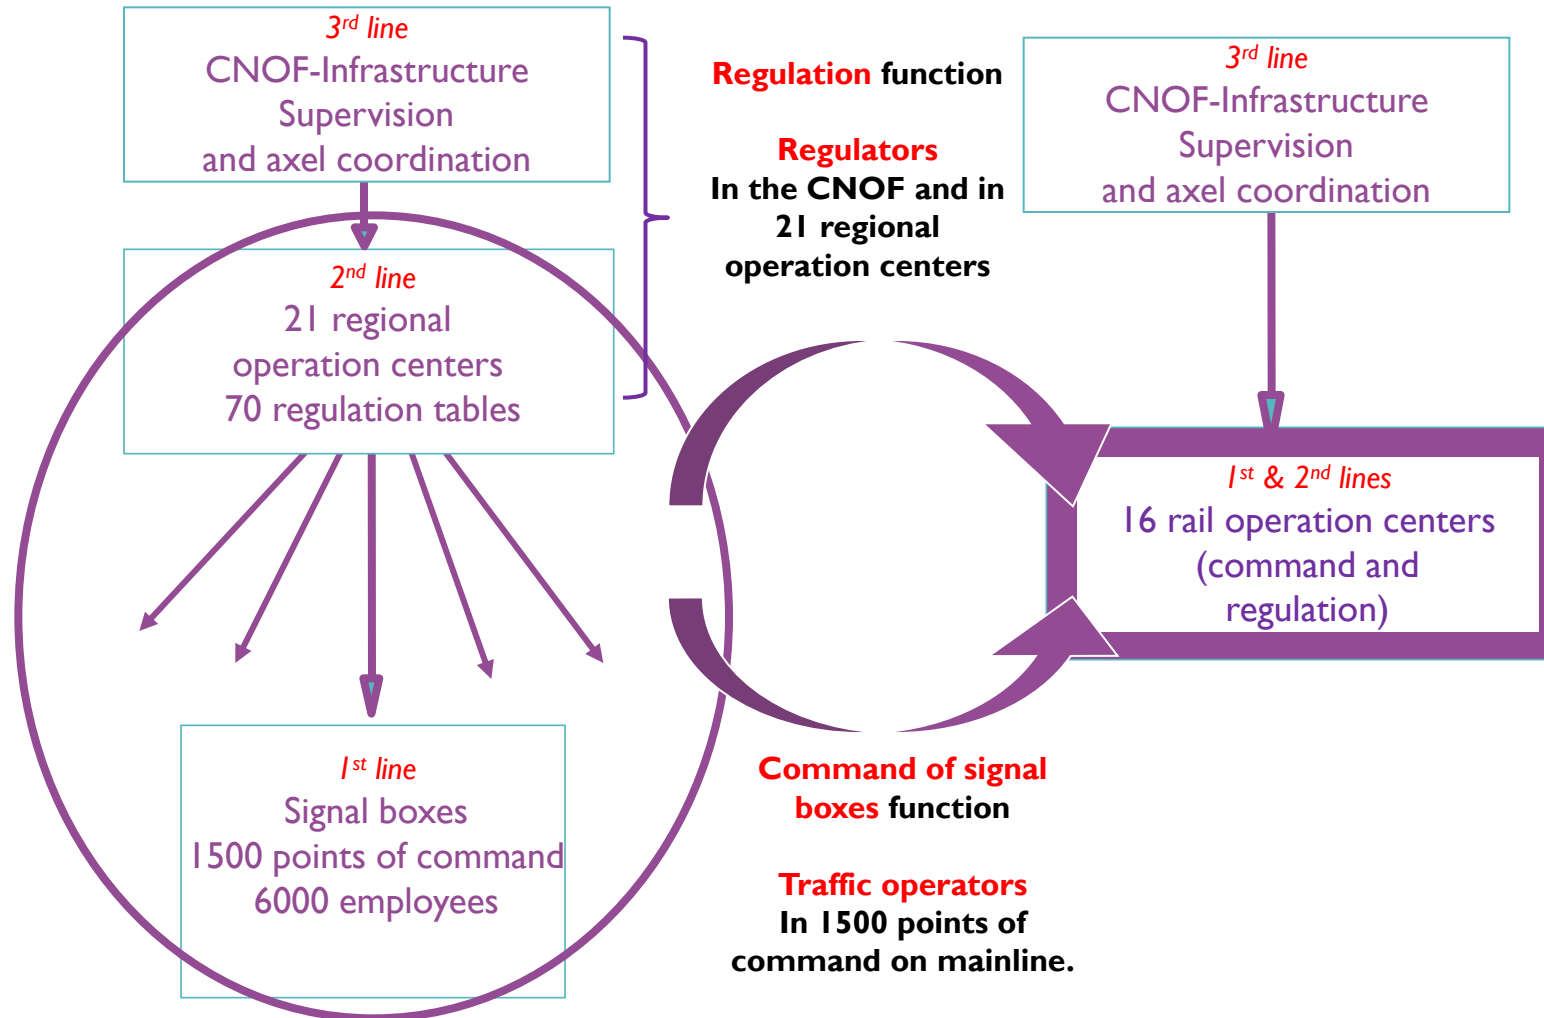 3rd line
CNOF-Infrastructure
Supervision
and axel coordination
2nd line
21 regional
operation centers
70 regulation tables
1st line
Signal boxes
1500 points of command
6000 employees
Regulation function
Regulators
In the CNOF and in
21 regional
operation centers
Command of signal
boxes function
Traffic operators
In 1500 points of
command on mainline.
3rd line
CNOF-Infrastructure
Supervision
and axel coordination
1st & 2nd lines
16 rail operation centers
(command and
regulation)